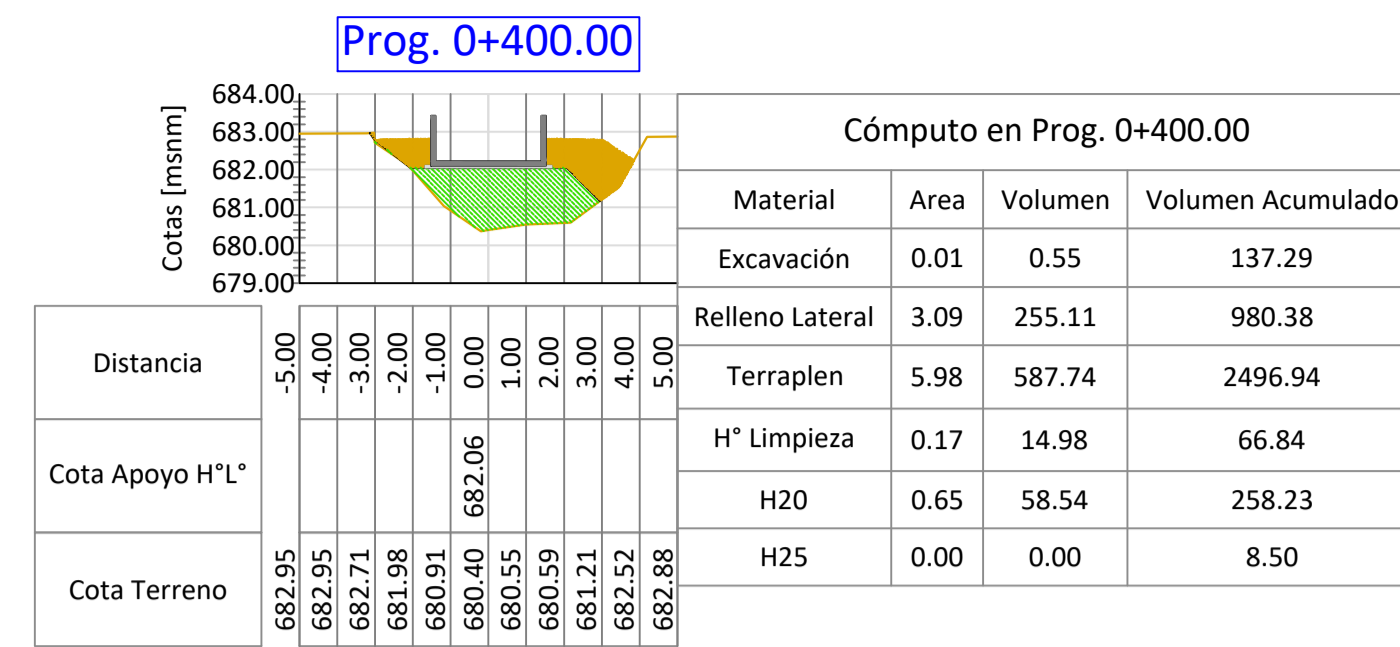 Prog. 0+400.00
Cotas [msnm]
684.00
683.00
682.00
681.00
680.00
679.00
Distancia
-5.00 -4.00 -3.00 -2.00 -1.00 0.00 1.00 2.00 3.00 4.00 5.00
Cota Apoyo H°L°
682.06
Cota Terreno
682.95 682.95 682.71 681.98 680.91 680.40 680.55 680.59 681.21 682.52 682.88
Cómputo en Prog. 0+400.00
Material Area Volumen Volumen Acumulado
Excavación 0.01 0.55 137.29
Relleno Lateral 3.09 255.11 980.38
Terraplen 5.98 587.74 2496.94
H° Limpieza 0.17 14.98 66.84
H20 0.65 58.54 258.23
H25 0.00 0.00 8.50